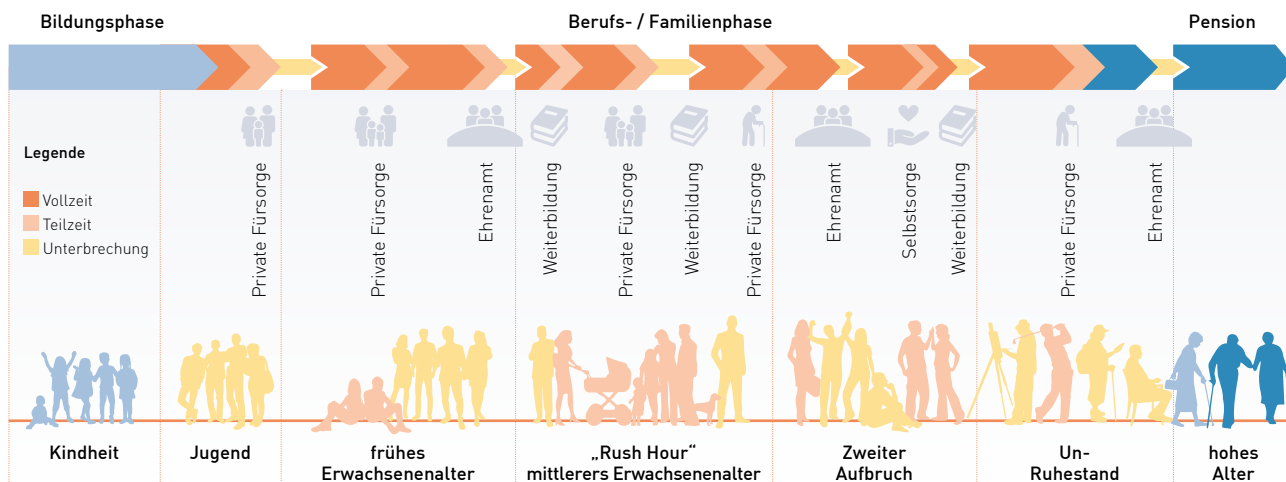 Bildungsphase
Berufs- / Familienphase
Pension
Legende
Vollzeit
Teilzeit
Unterbrechung
Private Fürsorge
Private Fürsorge
Ehrenamt
Weiterbildung
Private Fürsorge
Weiterbildung
Private Fürsorge
Ehrenamt
Selbstsorge
Weiterbildung
Private Fürsorge
Ehrenamt
Kindheit
Jugend
frühes
Erwachsenenalter
„Rush Hour“
mittlerers Erwachsenenalter
Zweiter
Aufbruch
Un-
Ruhestand
hohes
Alter